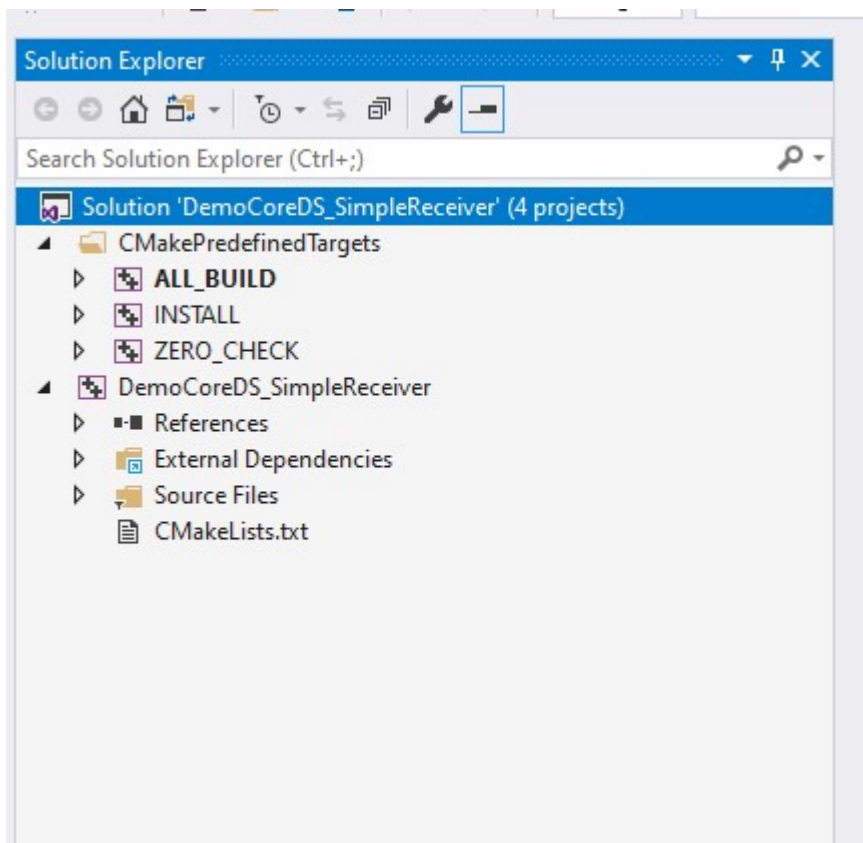 Solution Explorer
Search Solution Explorer (Ctrl+;)
Solution 'DemoCoreDS_SimpleReceiver' (4 projects)
CMakePredefinedTargets
ALL_BUILD
INSTALL
ZERO_CHECK
DemoCoreDS_SimpleReceiver
References
External Dependencies
Source Files
CMakeLists.txt